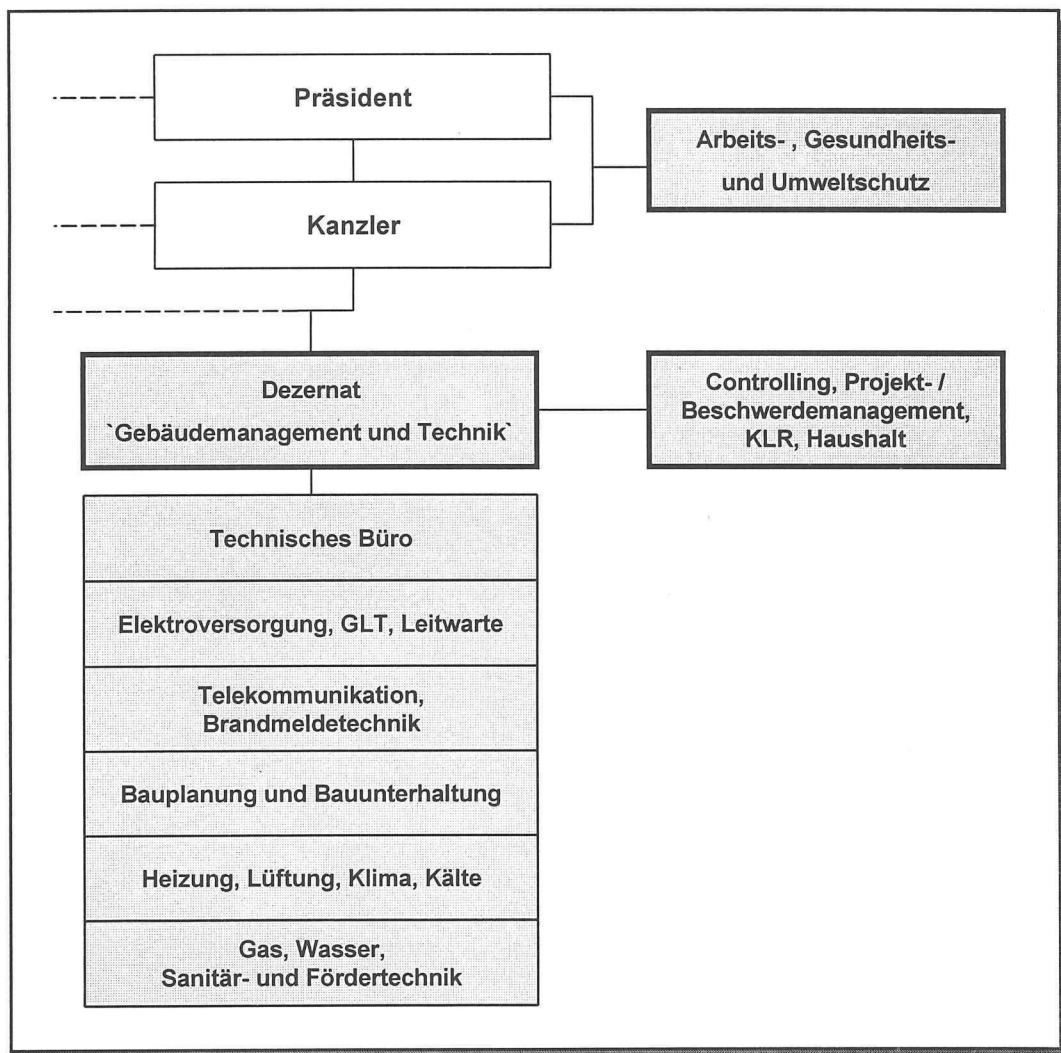 Präsident
Arbeits- , Gesundheits-
und Umweltschutz
Kanzler
Dezernat
`Gebäudemanagement und Technik`
Controlling, Projekt- /
Beschwerdemanagement,
KLR, Haushalt
Technisches Büro
Elektroversorgung, GLT, Leitwarte
Telekommunikation,
Brandmeldetechnik
Bauplanung und Bauunterhaltung
Heizung, Lüftung, Klima, Kälte
Gas, Wasser,
Sanitär- und Fördertechnik